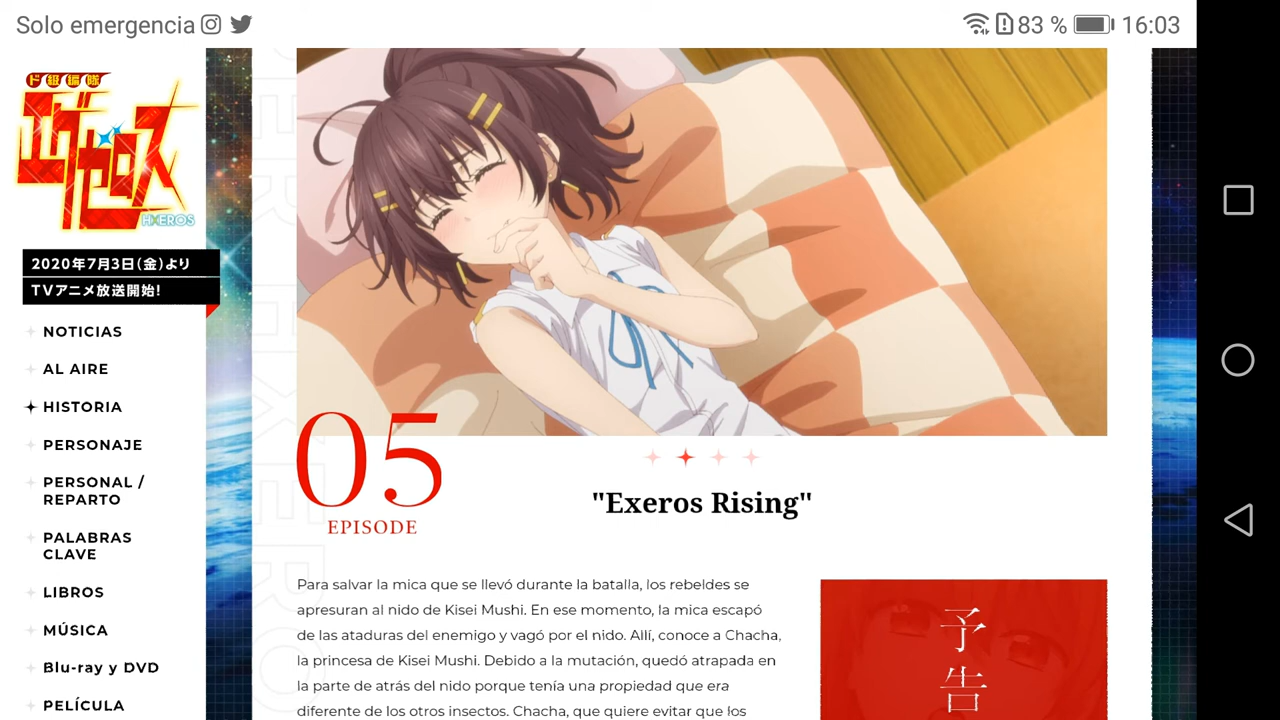 Solo emergencia
83 %
16:03
ド級編隊
エグゼロス
HXEROS
2020年7月3日(金)より
TVアニメ放送開始!
NOTICIAS
AL AIRE
HISTORIA
PERSONAJE
PERSONAL /
REPARTO
PALABRAS
CLAVE
LIBROS
MÚSICA
Blu-ray y DVD
PELÍCULA
05
EPISODE
"Exeros Rising"
Para salvar la mica que se llevó durante la batalla, los rebeldes se
apresuran al nido de Kisei Mushi. En ese momento, la mica escapó
de las ataduras del enemigo y vagó por el nido. Allí, conoce a Chacha,
la princesa de Kisei Mushi. Debido a la mutación, quedó atrapada en
la parte de atrás del nido porque tenía una propiedad que era
diferente de los otros insectos. Chacha, que quiere evitar que los
予告